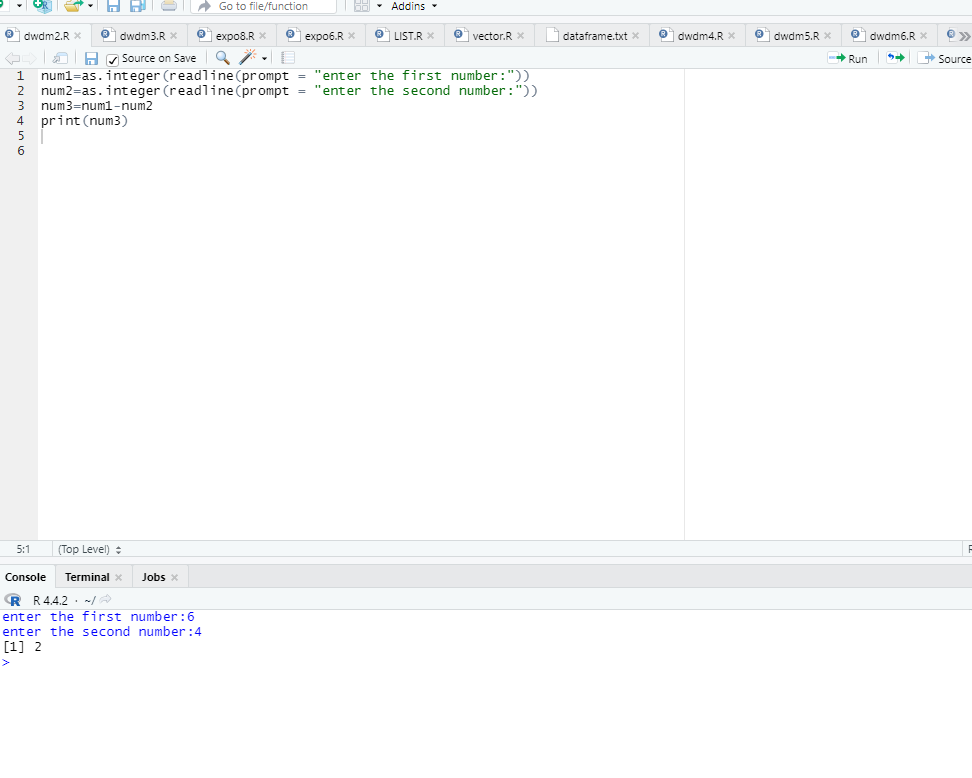 Go to file/function Addins
dwdm2.R dwdm3.R expo8.R expo6.R LIST.R vector.R dataframe.txt dwdm4.R dwdm5.R dwdm6.R
Source on Save Run Source
1 num1=as.integer(readline(prompt = "enter the first number:"))
2 num2=as.integer(readline(prompt = "enter the second number:"))
3 num3=num1-num2
4 print(num3)
5
6
5:1 (Top Level)
Console Terminal Jobs
R R 4.4.2 · ~/
enter the first number:6
enter the second number:4
[1] 2
>